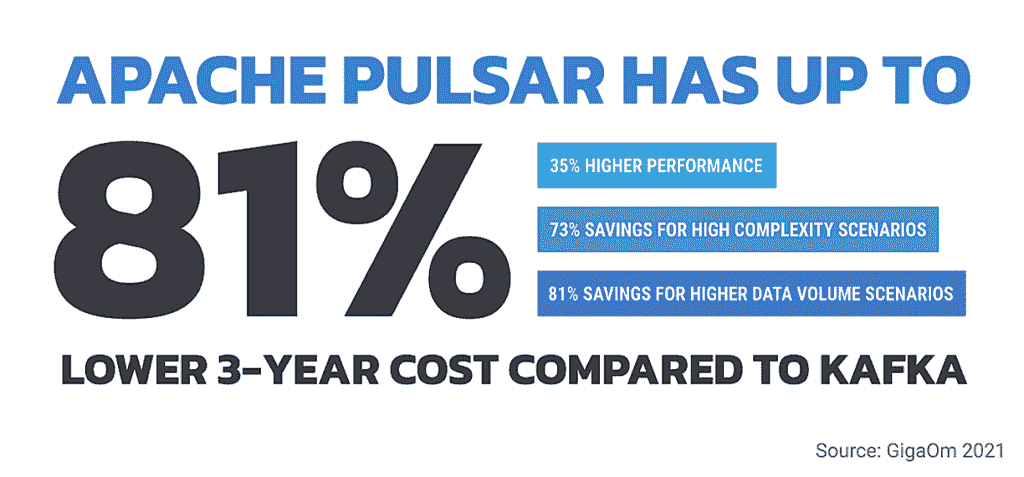 APACHE PULSAR HAS UP TO
81%
35% HIGHER PERFORMANCE
73% SAVINGS FOR HIGH COMPLEXITY SCENARIOS
81% SAVINGS FOR HIGHER DATA VOLUME SCENARIOS
LOWER 3-YEAR COST COMPARED TO KAFKA
Source: GigaOm 2021